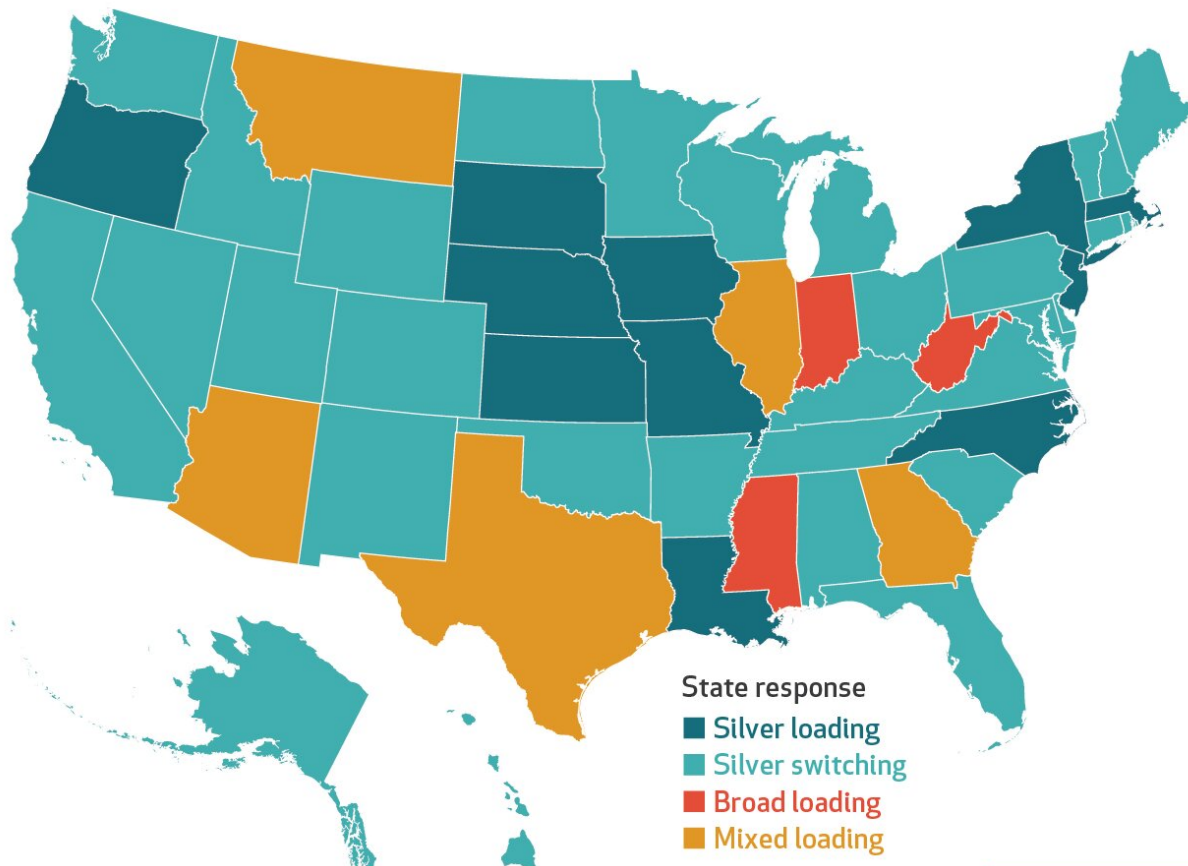 State response
Silver loading
Silver switching
Broad loading
Mixed loading